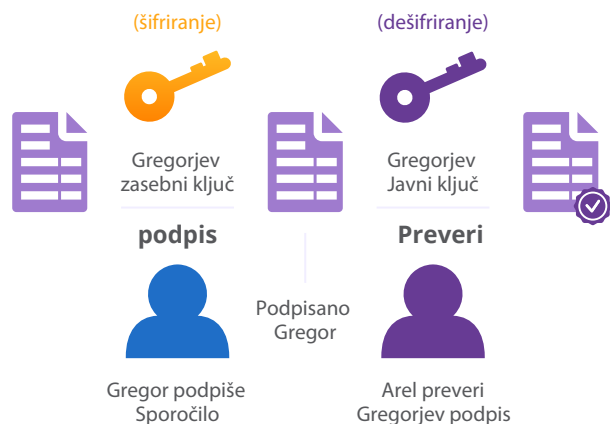 (šifriranje)
(dešifriranje)
Gregorjev
zasebni ključ
Gregorjev
Javni ključ
podpis
Preveri
Podpisano
Gregor
Gregor podpiše
Sporočilo
Arel preveri
Gregorjev podpis